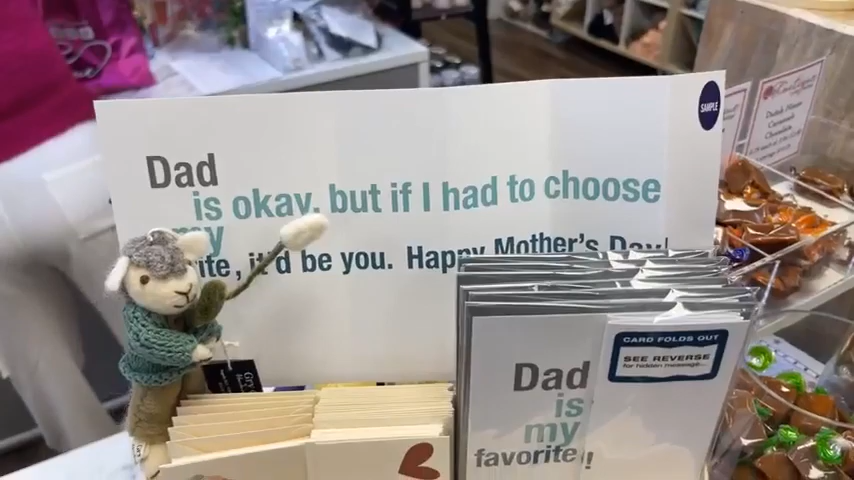 SAMPLE
Dad
is okay, but if I had to choose
my
ite, it'd be you. Happy Mother's Day!
CARD FOLDS OUT
SEE REVERSE
for hidden message
Dad
is
my
favorite!